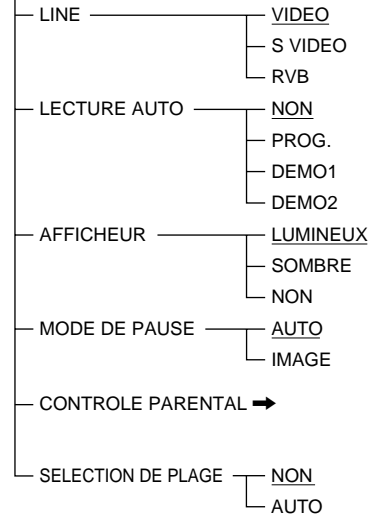 LINE VIDEO
S VIDEO
RVB
LECTURE AUTO NON
PROG.
DEMO1
DEMO2
AFFICHEUR LUMINEUX
SOMBRE
NON
MODE DE PAUSE AUTO
IMAGE
CONTROLE PARENTAL ➡
SELECTION DE PLAGE NON
AUTO